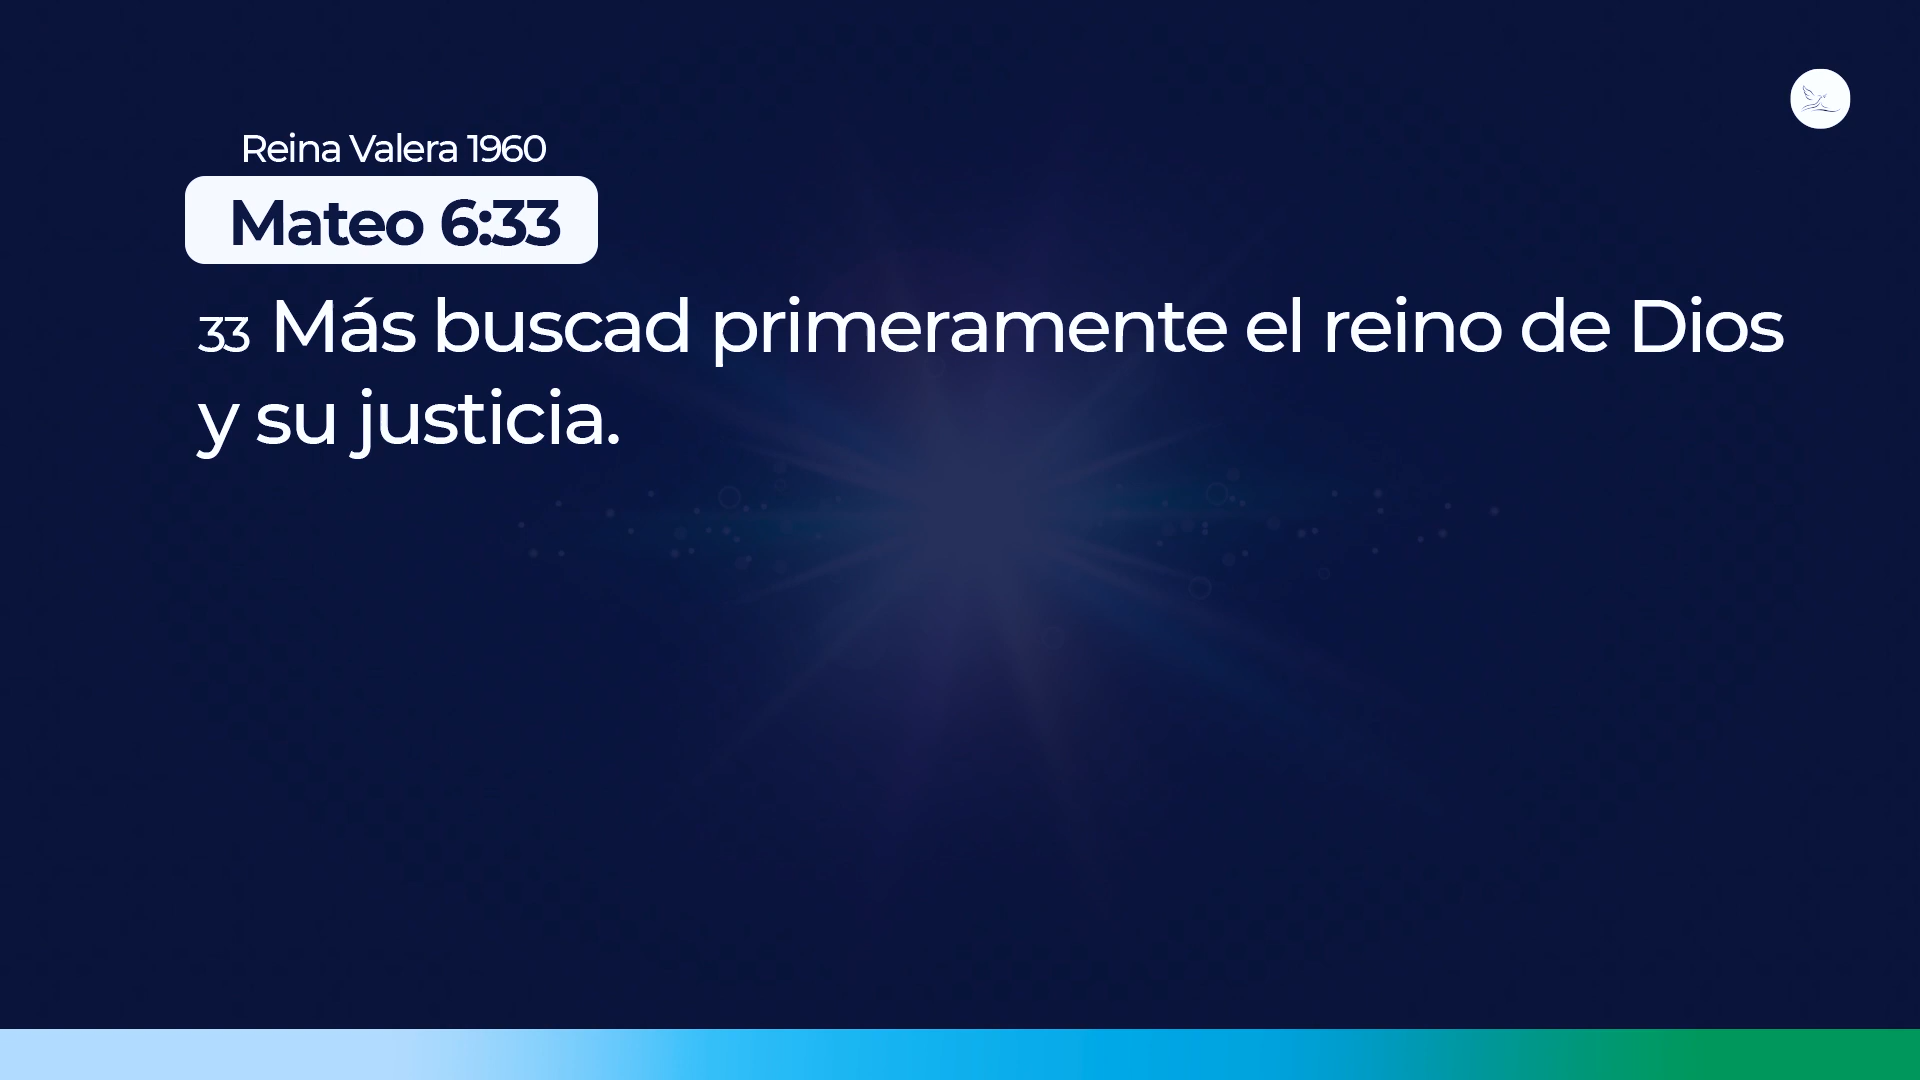 Reina Valera 1960
Mateo 6:33
33 Más buscad primeramente el reino de Dios
y su justicia.